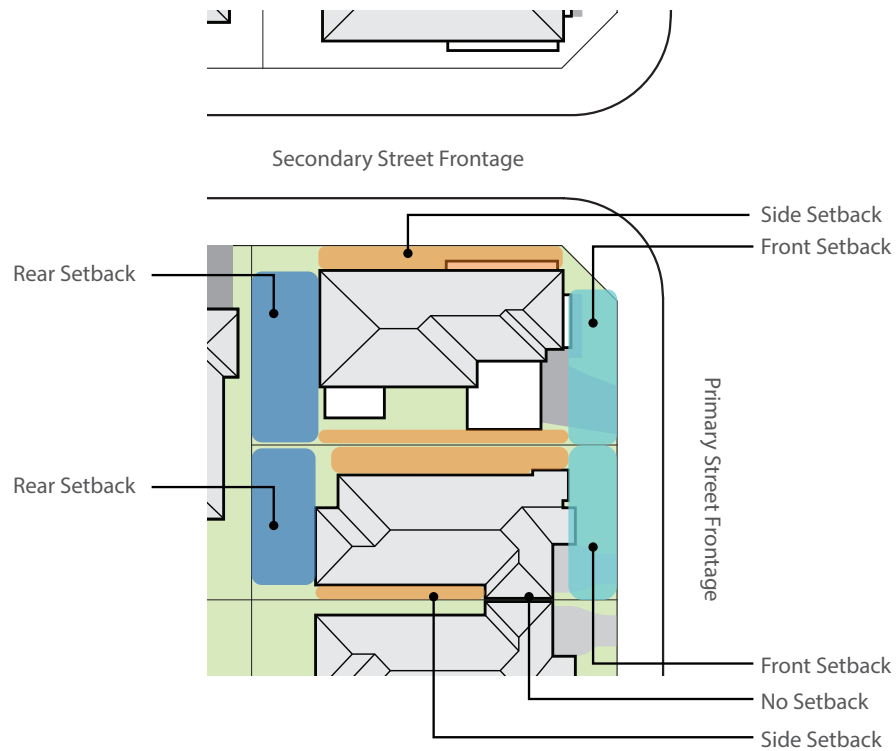 Secondary Street Frontage
Side Setback
Front Setback
Rear Setback
Primary Street Frontage
Rear Setback
Front Setback
No Setback
Side Setback